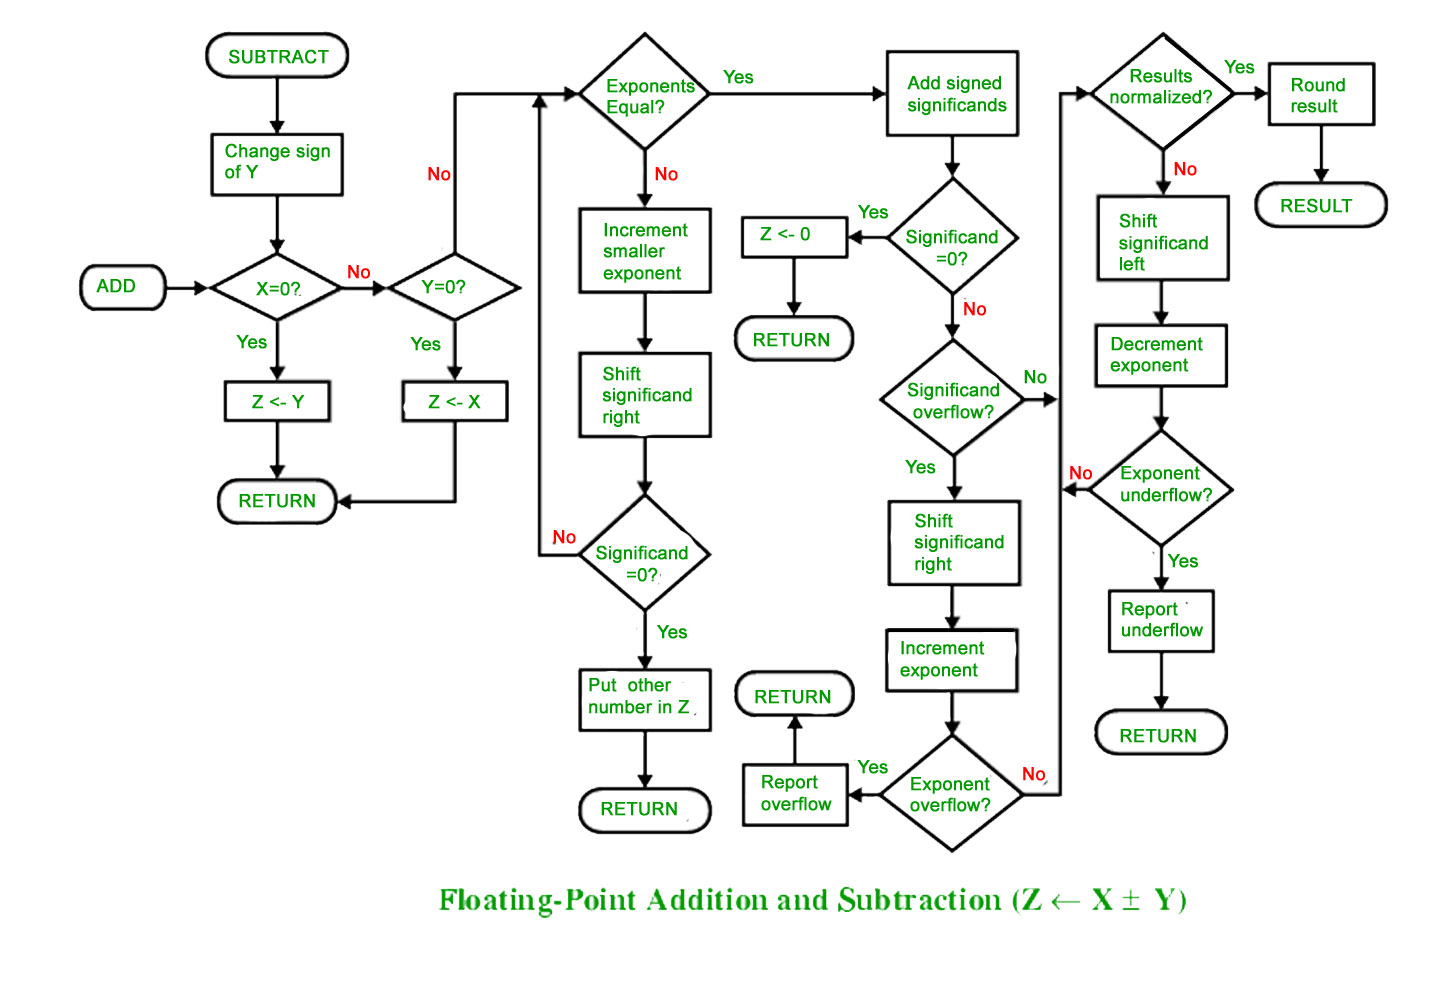 SUBTRACT
Change sign
of Y
ADD
X=0?
No
Y=0?
No
Yes
Yes
Z <- Y
Z <- X
RETURN
Exponents
Equal?
Yes
No
Increment
smaller
exponent
Shift
significand
right
No
Significand
=0?
Yes
Put other
number in Z
RETURN
Add signed
significands
Yes
Z <- 0
Significand
=0?
RETURN
No
Significand
overflow?
No
Yes
Shift
significand
right
Increment
exponent
RETURN
Yes
Report
overflow
Exponent
overflow?
No
Results
normalized?
Yes
Round
result
No
RESULT
Shift
significand
left
Decrement
exponent
No
Exponent
underflow?
Yes
Report
underflow
RETURN
Floating-Point Addition and Subtraction (Z ← X ± Y)